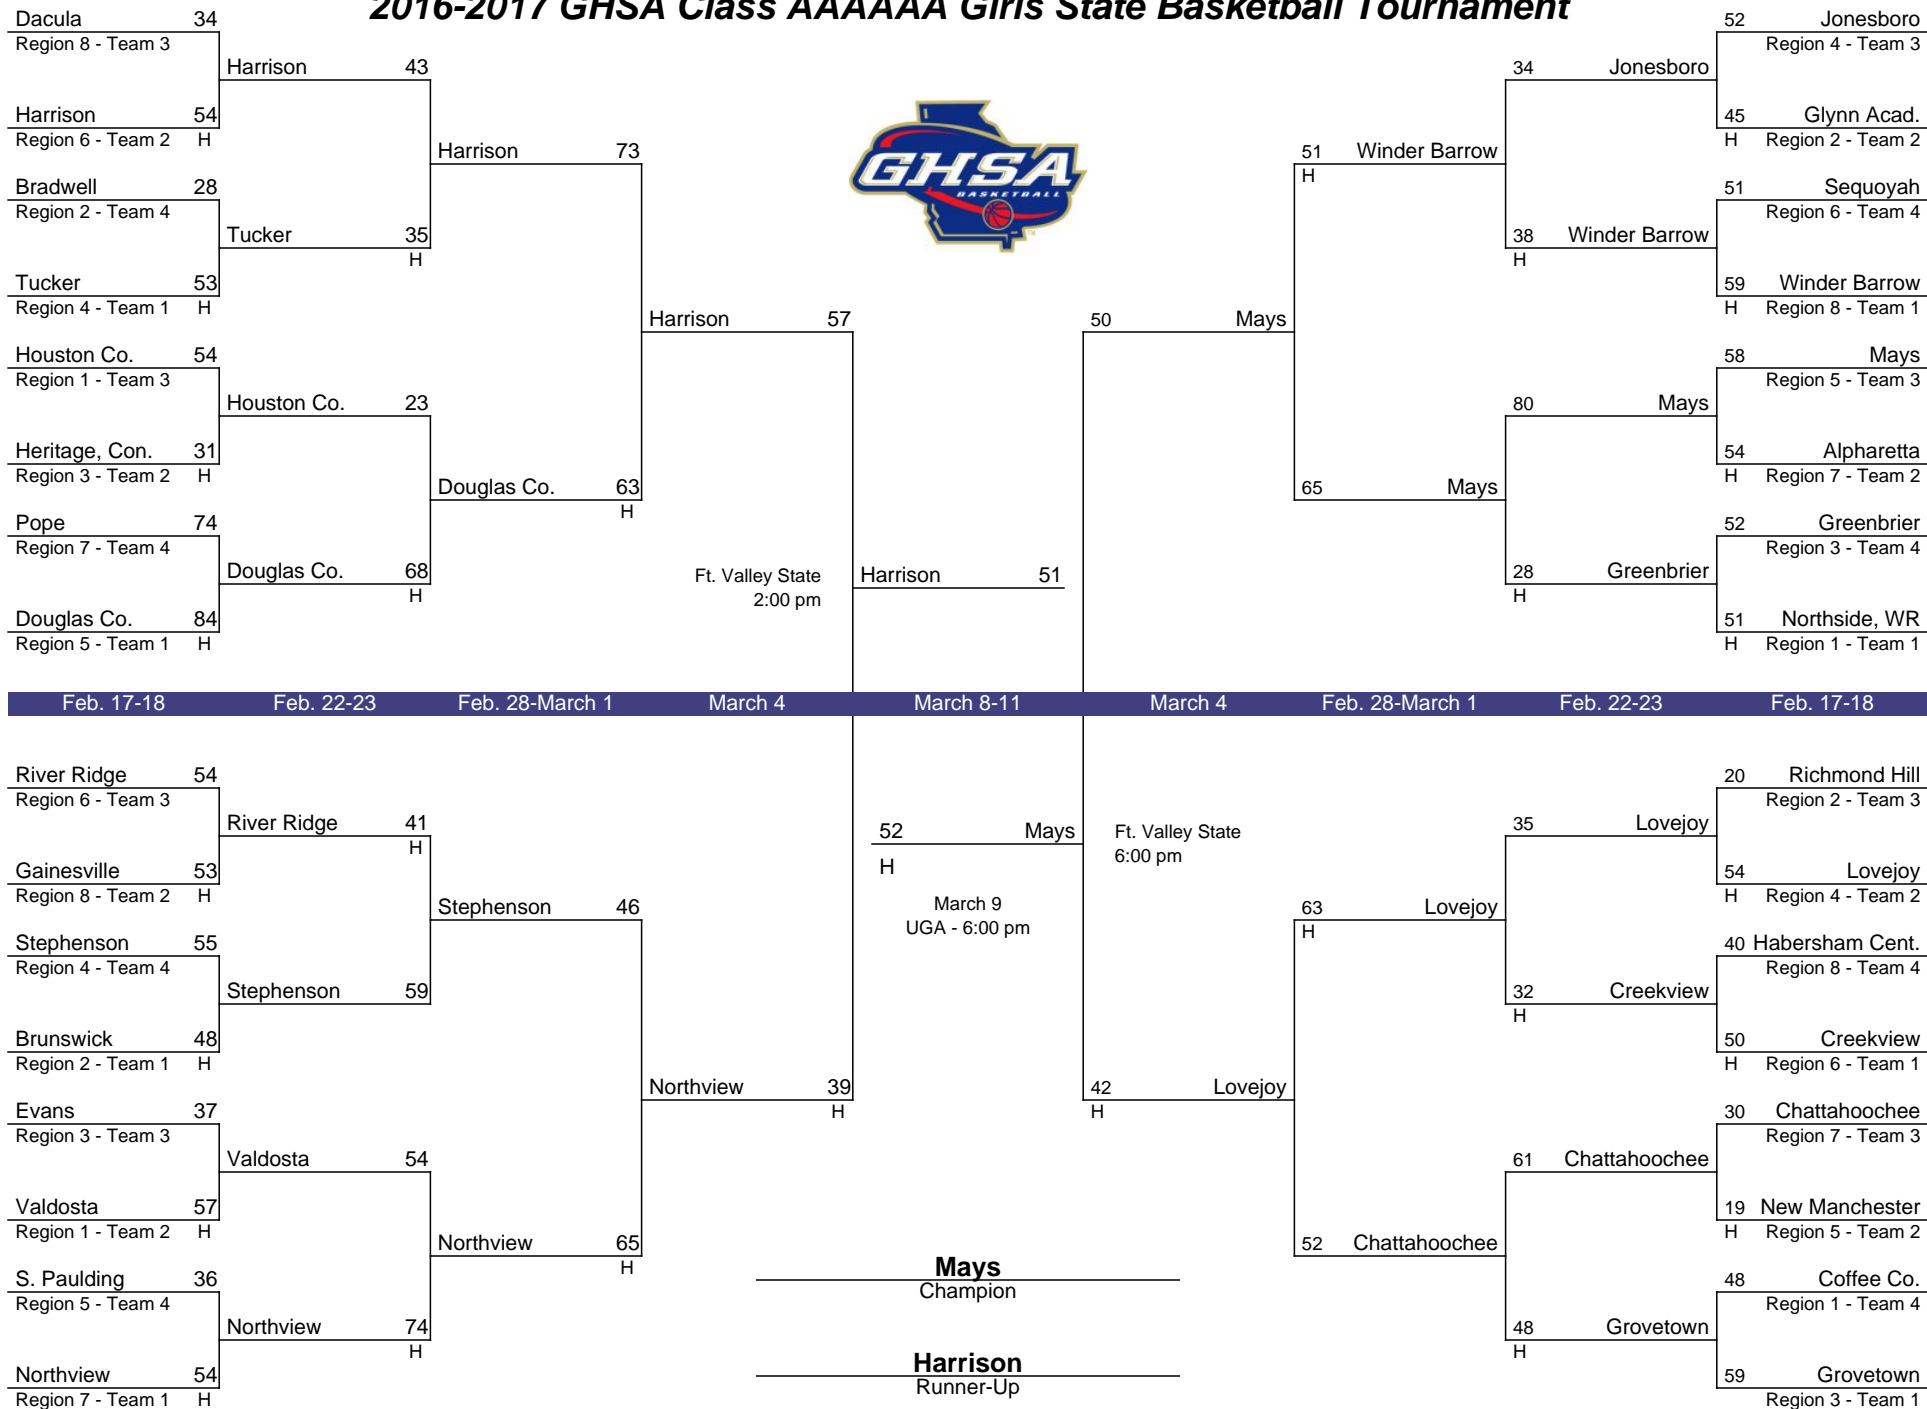 2016-2017 GHSA Class AAAAAA Girls State Basketball Tournament
Dacula 34
Region 8 - Team 3
Harrison 43
Harrison 54
Region 6 - Team 2 H
Harrison 73
Bradwell 28
Region 2 - Team 4
Tucker 35
H
Tucker 53
Region 4 - Team 1 H
Harrison 57
Houston Co. 54
Region 1 - Team 3
Houston Co. 23
Heritage, Con. 31
Region 3 - Team 2 H
Douglas Co. 63
H
Pope 74
Region 7 - Team 4
Douglas Co. 68
H
Douglas Co. 84
Region 5 - Team 1 H
Ft. Valley State
2:00 pm
Harrison 51
GHSA
BASKETBALL
TM
52 Jonesboro
Region 4 - Team 3
34 Jonesboro
45 Glynn Acad.
H Region 2 - Team 2
51 Winder Barrow
H
51 Sequoyah
Region 6 - Team 4
38 Winder Barrow
H
59 Winder Barrow
H Region 8 - Team 1
50 Mays
58 Mays
Region 5 - Team 3
80 Mays
54 Alpharetta
H Region 7 - Team 2
65 Mays
52 Greenbrier
Region 3 - Team 4
28 Greenbrier
H
51 Northside, WR
H Region 1 - Team 1
Feb. 17-18 Feb. 22-23 Feb. 28-March 1 March 4 March 8-11 March 4 Feb. 28-March 1 Feb. 22-23 Feb. 17-18
River Ridge 54
Region 6 - Team 3
River Ridge 41
H
Gainesville 53
Region 8 - Team 2 H
Stephenson 46
Stephenson 55
Region 4 - Team 4
Stephenson 59
Brunswick 48
Region 2 - Team 1 H
Northview 39
H
Evans 37
Region 3 - Team 3
Valdosta 54
Valdosta 57
Region 1 - Team 2 H
Northview 65
H
S. Paulding 36
Region 5 - Team 4
Northview 74
H
Northview 54
Region 7 - Team 1 H
52 Mays
H
March 9
UGA - 6:00 pm
Ft. Valley State
6:00 pm
20 Richmond Hill
Region 2 - Team 3
35 Lovejoy
54 Lovejoy
H Region 4 - Team 2
63 Lovejoy
H
40 Habersham Cent.
Region 8 - Team 4
32 Creekview
H
50 Creekview
H Region 6 - Team 1
42 Lovejoy
H
30 Chattahoochee
Region 7 - Team 3
61 Chattahoochee
19 New Manchester
H Region 5 - Team 2
52 Chattahoochee
48 Coffee Co.
Region 1 - Team 4
48 Grovetown
H
59 Grovetown
Region 3 - Team 1
Mays
Champion
Harrison
Runner-Up